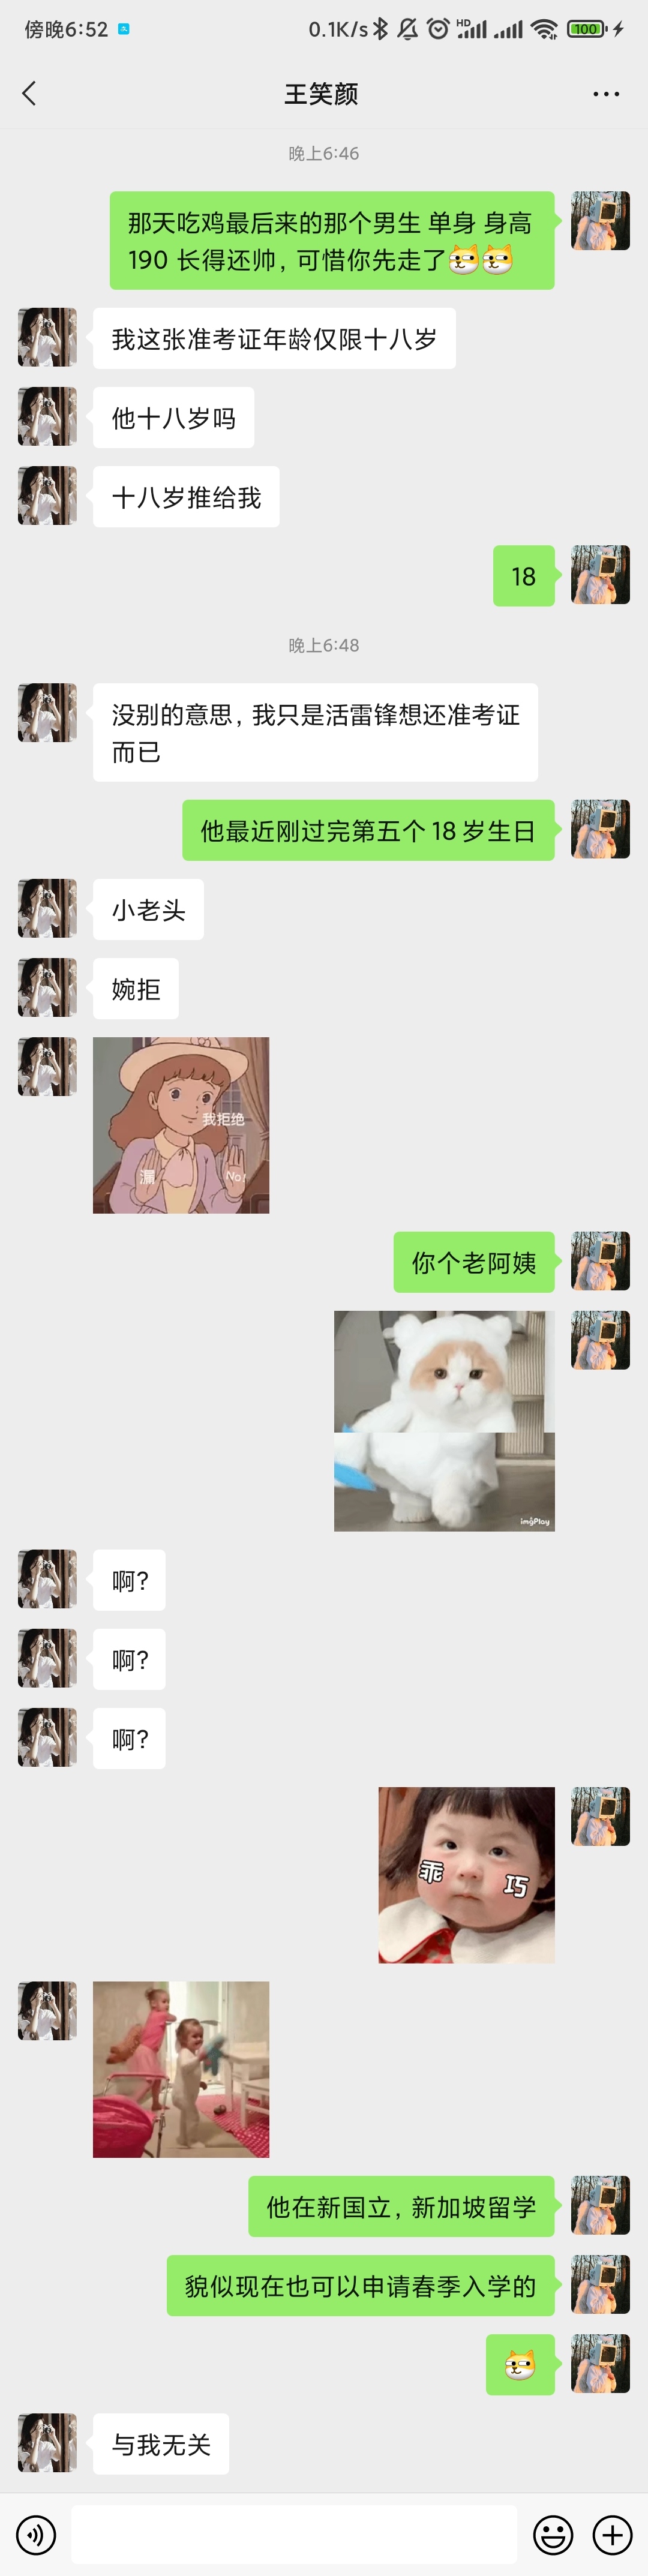 傍晚6:52
0.1K/s
HD
100
王笑颜
晚上6:46
那天吃鸡最后来的那个男生 单身 身高
190 长得还帅，可惜你先走了
我这张准考证年龄仅限十八岁
他十八岁吗
十八岁推给我
18
晚上6:48
没别的意思，我只是活雷锋想还准考证
而已
他最近刚过完第五个 18 岁生日
小老头
婉拒
我拒绝
漏
No!
你个老阿姨
imgPlay
啊?
啊?
啊?
乖
巧
他在新国立，新加坡留学
貌似现在也可以申请春季入学的
与我无关